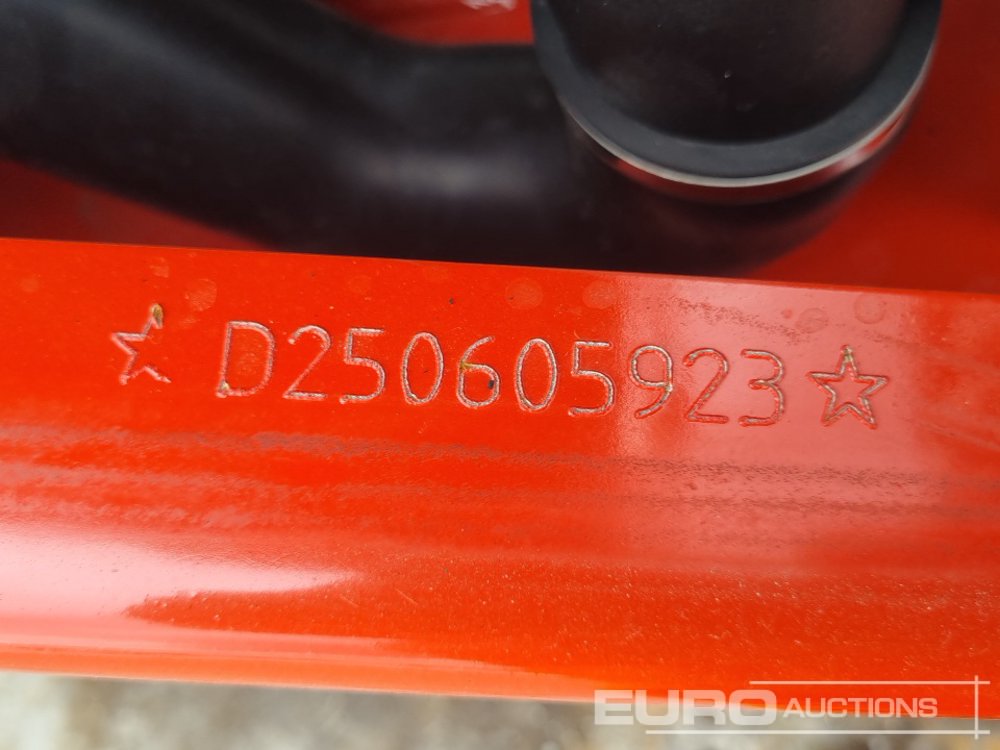 ☆ D250605923 ☆
EURO AUCTIONS